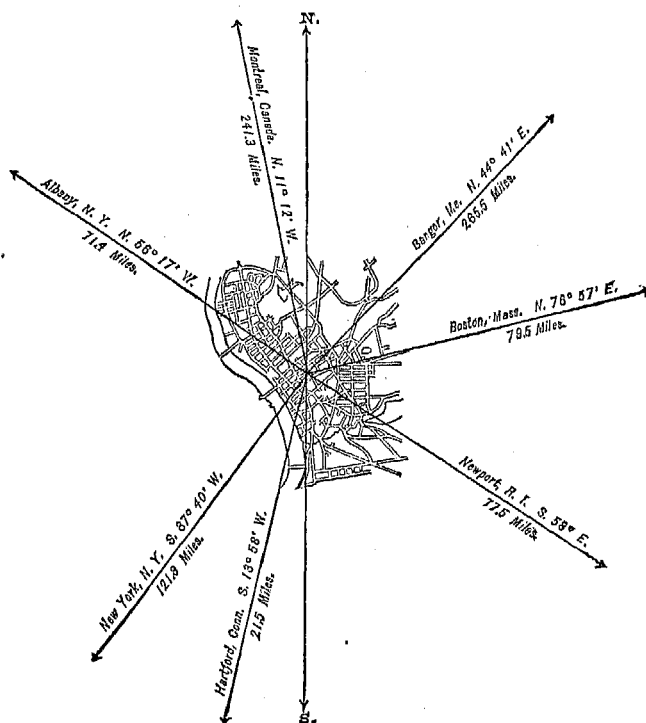 N.
Montreal, Canada. N. 11° 12' W.
241.3 Miles.
Bangor, Me. N. 44° 41' E.
265.5 Miles.
Albany, N. Y. N. 56° 17' W.
71.4 Miles.
Boston, Mass. N. 76° 57' E.
79.5 Miles.
Newport, R. I. S. 58° E.
77.5 Miles.
New York, N. Y. S. 37° 40' W.
121.9 Miles.
Hartford, Conn. S. 13° 58' W.
21.5 Miles.
S.